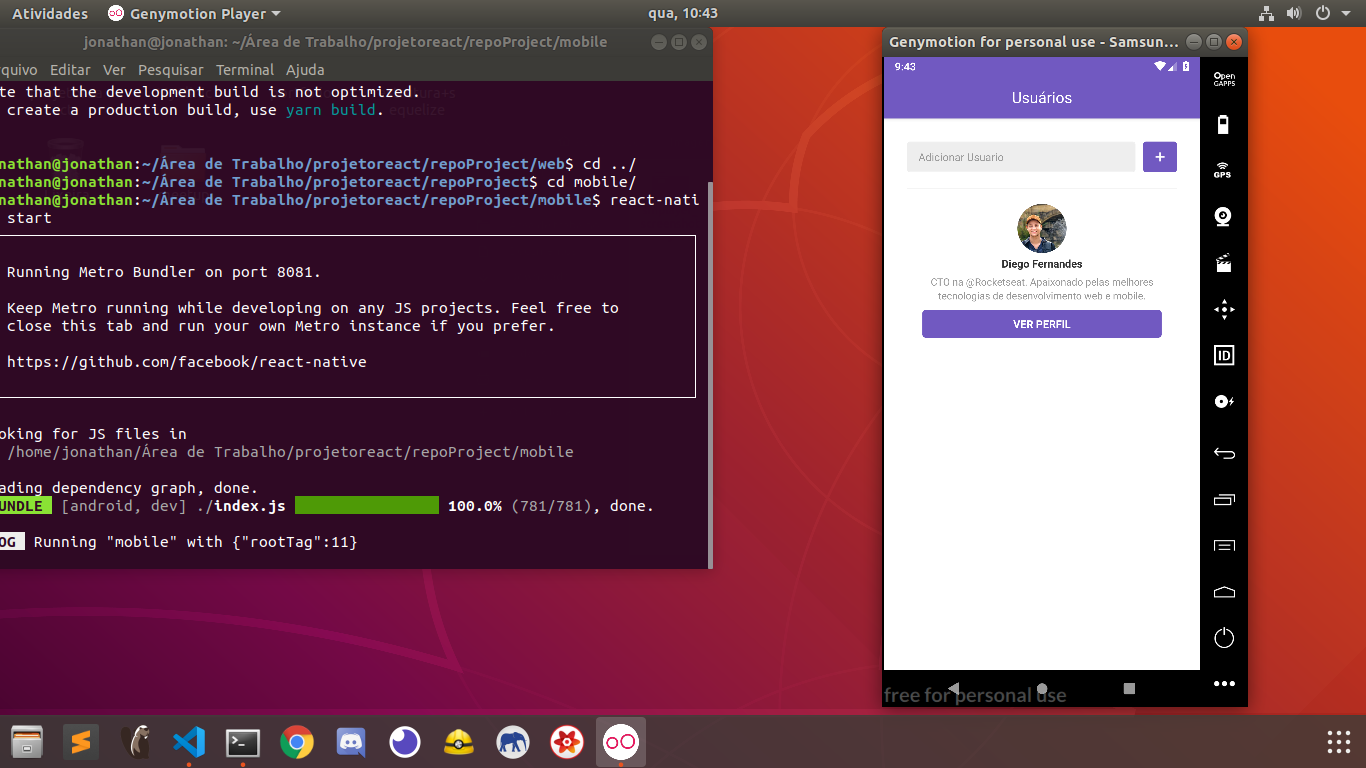 Atividades
Genymotion Player
qua, 10:43
jonathan@jonathan: ~/Área de Trabalho/projetoreact/repoProject/mobile
rquivo Editar Ver Pesquisar Terminal Ajuda
te that the development build is not optimized.
create a production build, use yarn build.
equelize
nathan@jonathan:~/Área de Trabalho/projetoreact/repoProject/web$ cd ../
nathan@jonathan:~/Área de Trabalho/projetoreact/repoProject$ cd mobile/
nathan@jonathan:~/Área de Trabalho/projetoreact/repoProject/mobile$ react-nati
start
Running Metro Bundler on port 8081.
Keep Metro running while developing on any JS projects. Feel free to
close this tab and run your own Metro instance if you prefer.
https://github.com/facebook/react-native
oking for JS files in
/home/jonathan/Área de Trabalho/projetoreact/repoProject/mobile
ading dependency graph, done.
UNDLE [android, dev] ./index.js 100.0% (781/781), done.
OG Running "mobile" with {"rootTag":11}
Genymotion for personal use - Samsun...
9:43
Usuários
Adicionar Usuario
+
Diego Fernandes
CTO na @Rocketseat. Apaixonado pelas melhores
tecnologias de desenvolvimento web e mobile.
VER PERFIL
free for personal use
Open
GAPPS
GPS
ID